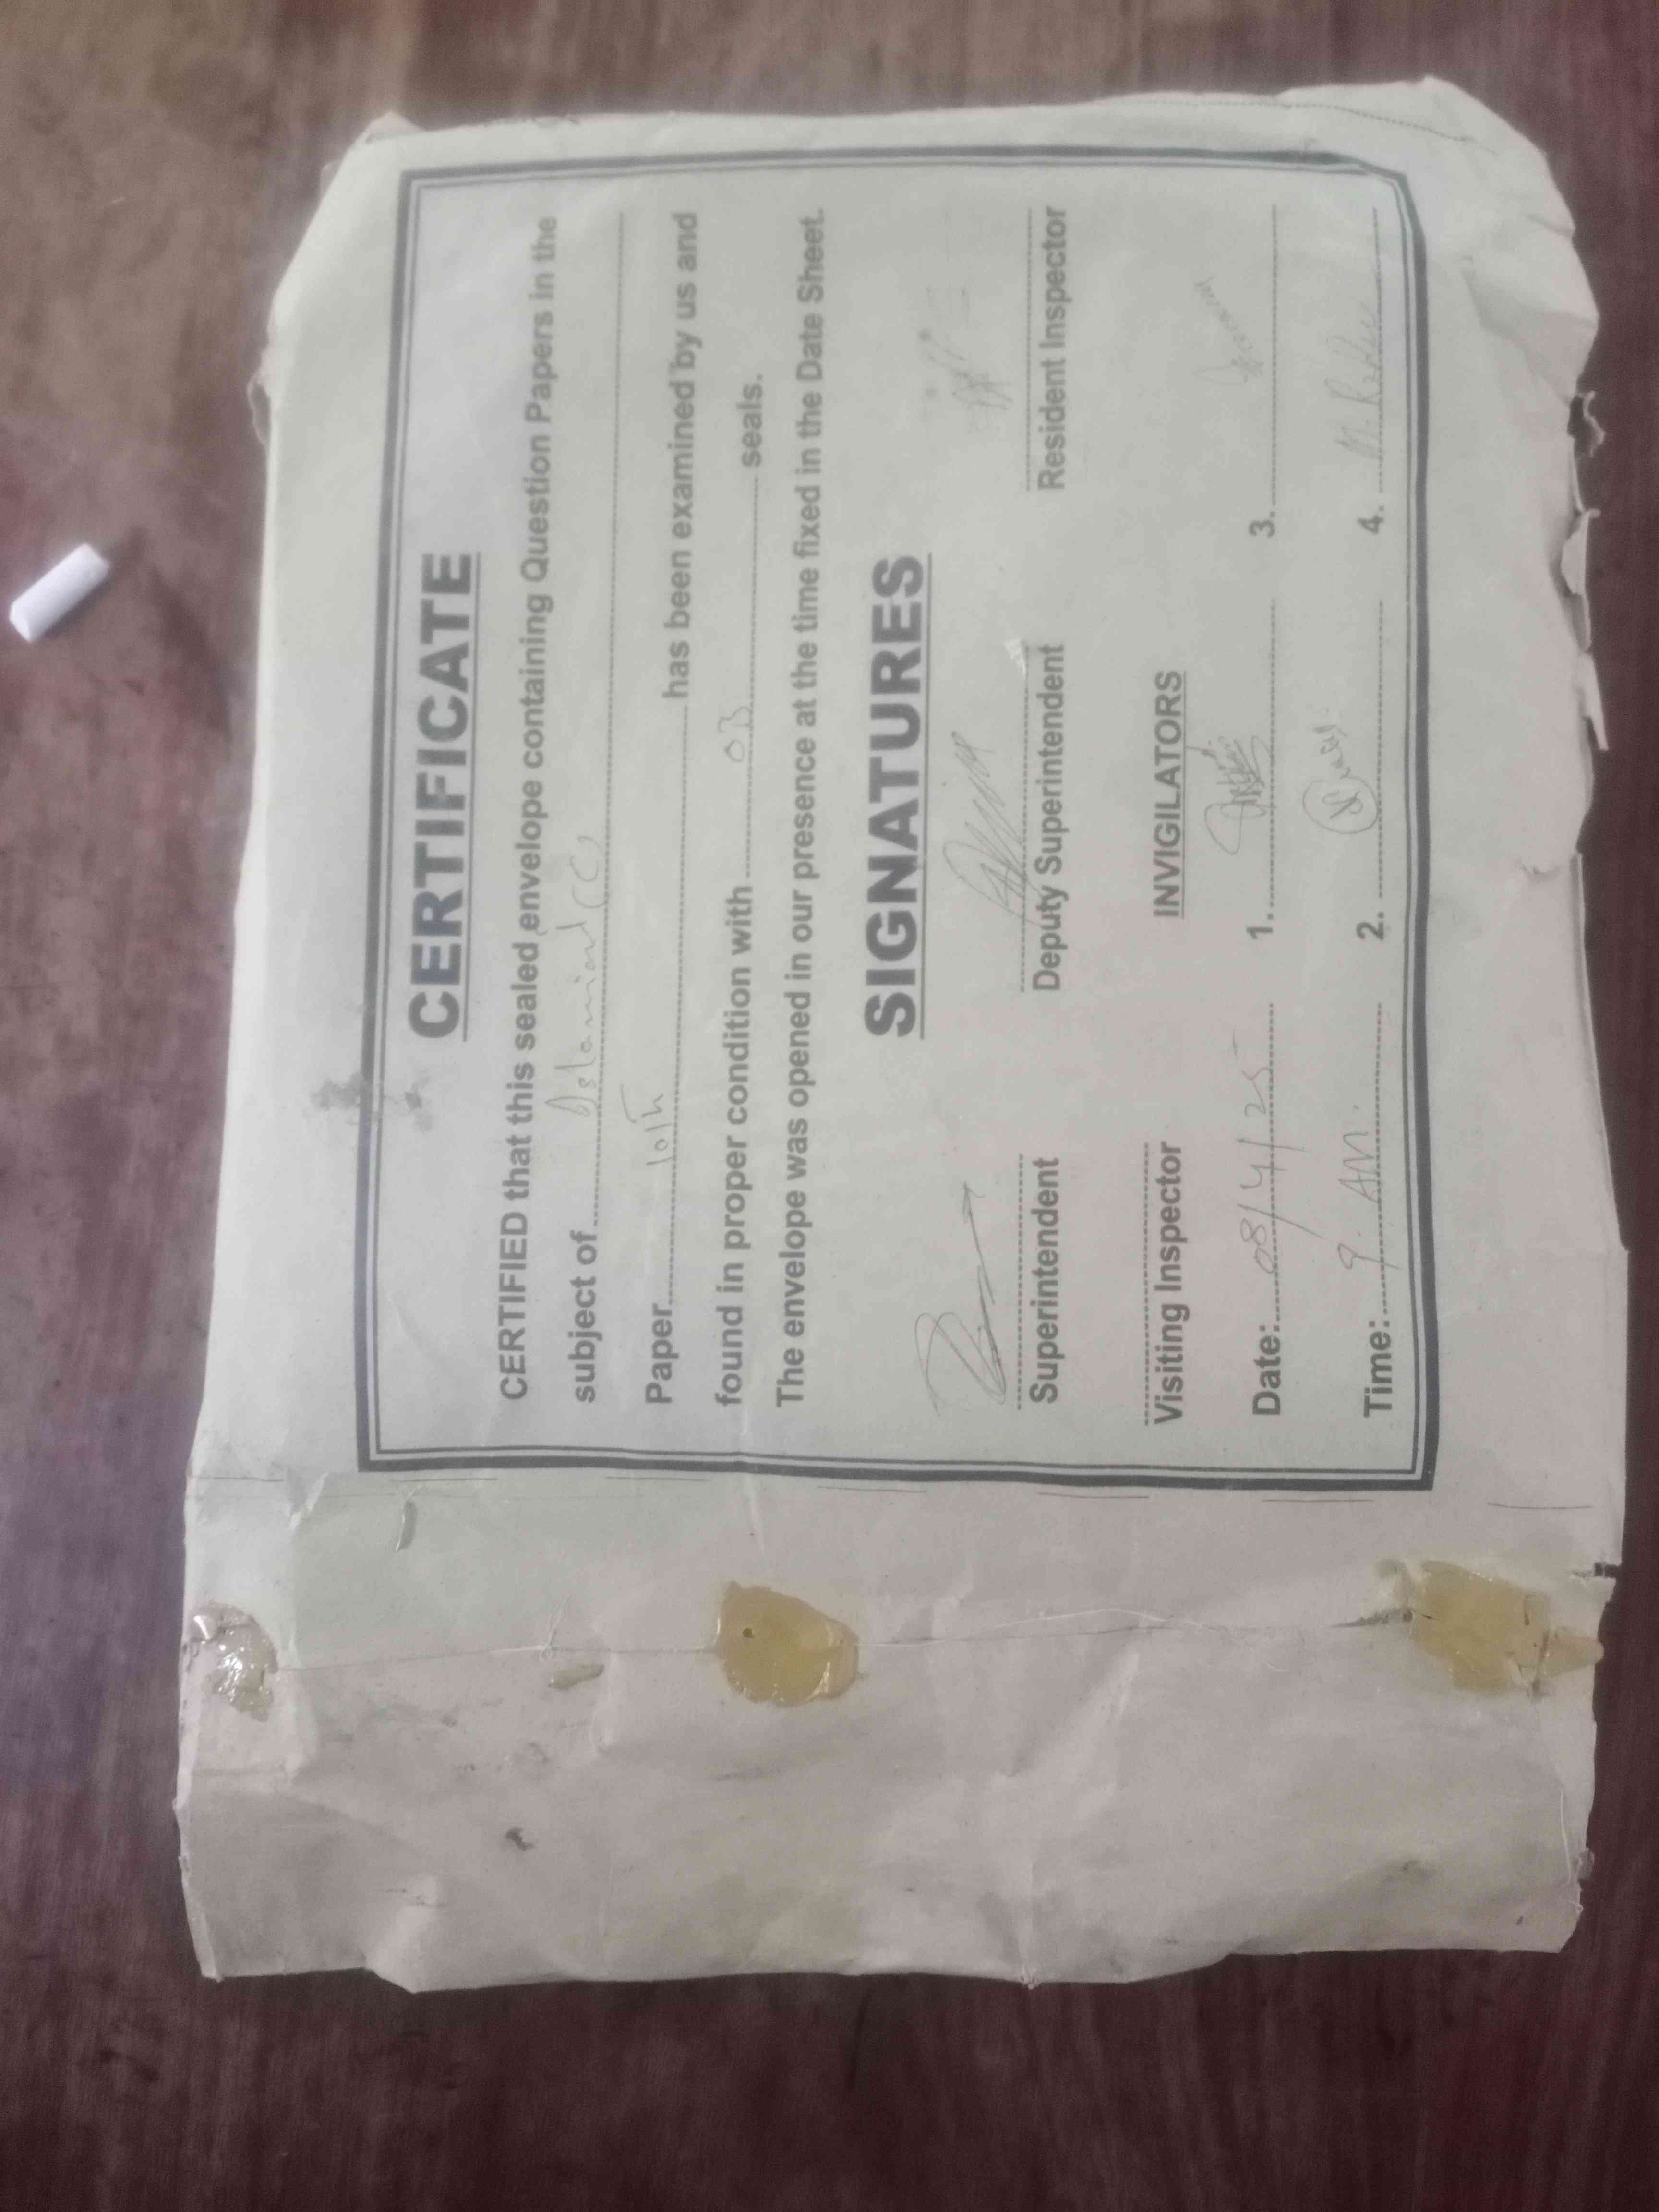 CERTIFICATE
CERTIFIED that this sealed envelope containing Question Papers in the
subject of Islamiat (C)
Paper 10th has been examined by us and
found in proper condition with 03 seals.
The envelope was opened in our presence at the time fixed in the Date Sheet.
SIGNATURES
Superintendent Deputy Superintendent Resident Inspector
Visiting Inspector INVIGILATORS
Date: 08/4/25 1. 3.
Time: 9. AM. 2. 4.